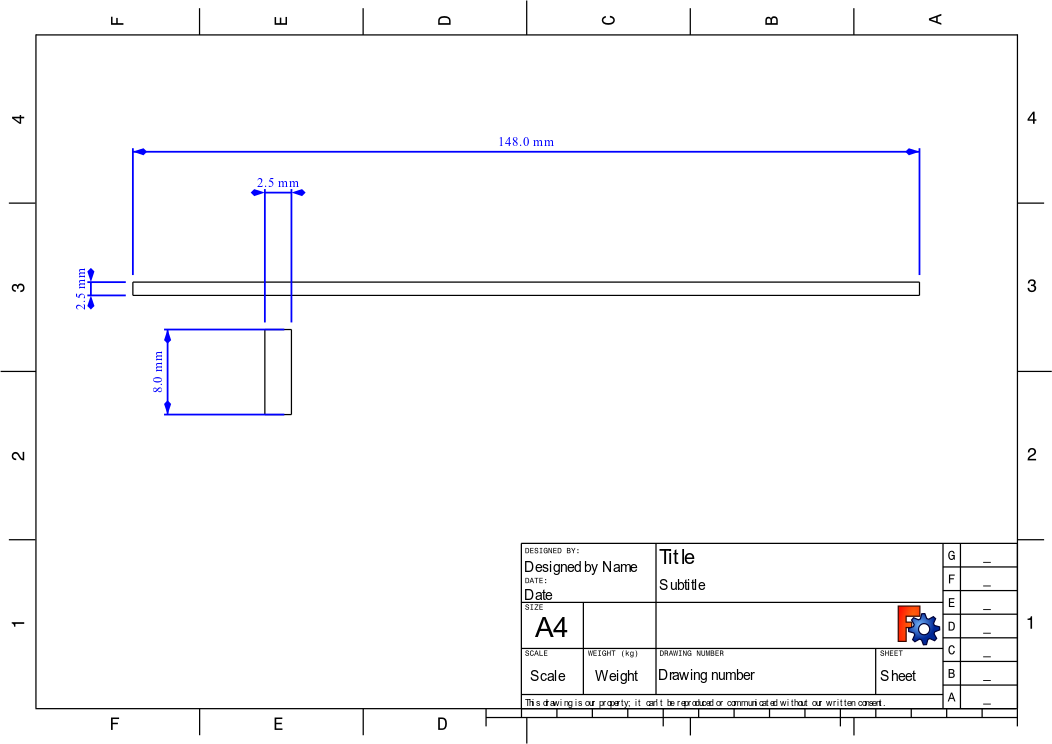 F E D C B A
4 4
148.0 mm
2.5 mm
2.5 mm
3 3
8.0 mm
2 2
DESIGNED BY:
Designed by Name
DATE:
Date
Title
Subtitle
G _
F _
E _
SIZE
A4
D _
1 1
SCALE
Scale
WEIGHT (kg)
Weight
DRAWING NUMBER
Drawing number
SHEET
Sheet
C _
B _
A _
This drawing is our property; it can't be reproduced or communicated without our written consent.
F E D